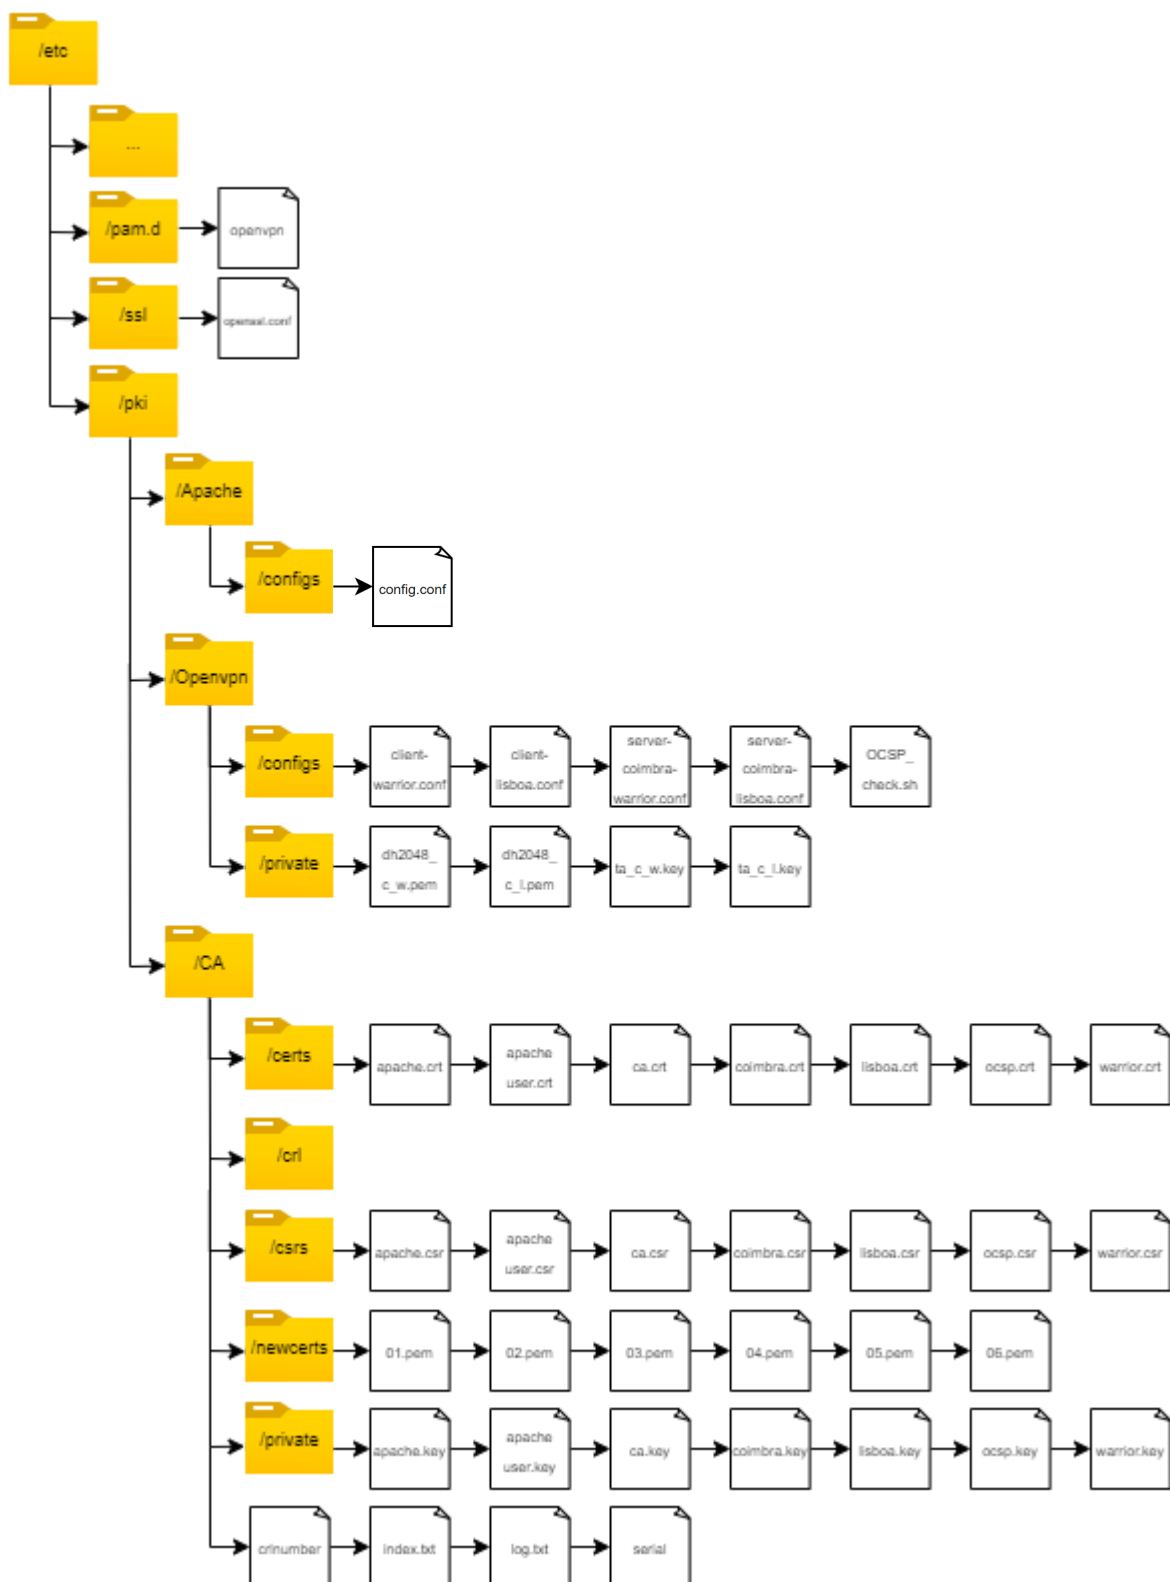 /etc
...
/pam.d
openvpn
/ssl
openssl.conf
/pki
/Apache
/configs
config.conf
/Openvpn
/configs
client-
warrior.conf
client-
lisboa.conf
server-
coimbra-
warrior.conf
server-
coimbra-
lisboa.conf
OCSP_
check.sh
/private
dh2048_
c_w.pem
dh2048_
c_l.pem
ta_c_w.key
ta_c_l.key
/CA
/certs
apache.crt
apache
user.crt
ca.crt
coimbra.crt
lisboa.crt
ocsp.crt
warrior.crt
/crl
/csrs
apache.csr
apache
user.csr
ca.csr
coimbra.csr
lisboa.csr
ocsp.csr
warrior.csr
/newcerts
01.pem
02.pem
03.pem
04.pem
05.pem
06.pem
/private
apache.key
apache
user.key
ca.key
coimbra.key
lisboa.key
ocsp.key
warrior.key
crlnumber
index.txt
log.txt
serial